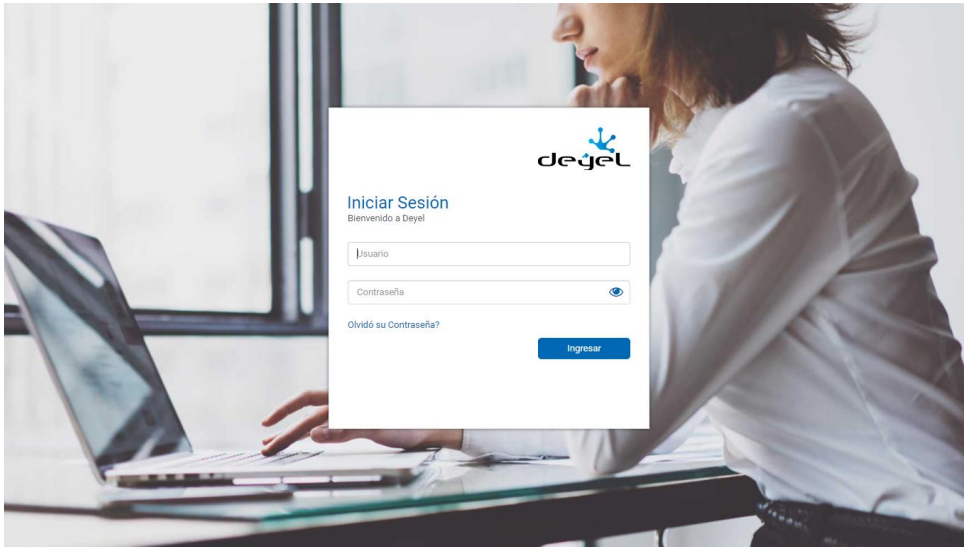 deyel
Iniciar Sesión
Bienvenido a Deyel
Usuario
Contraseña
Olvidó su Contraseña?
Ingresar